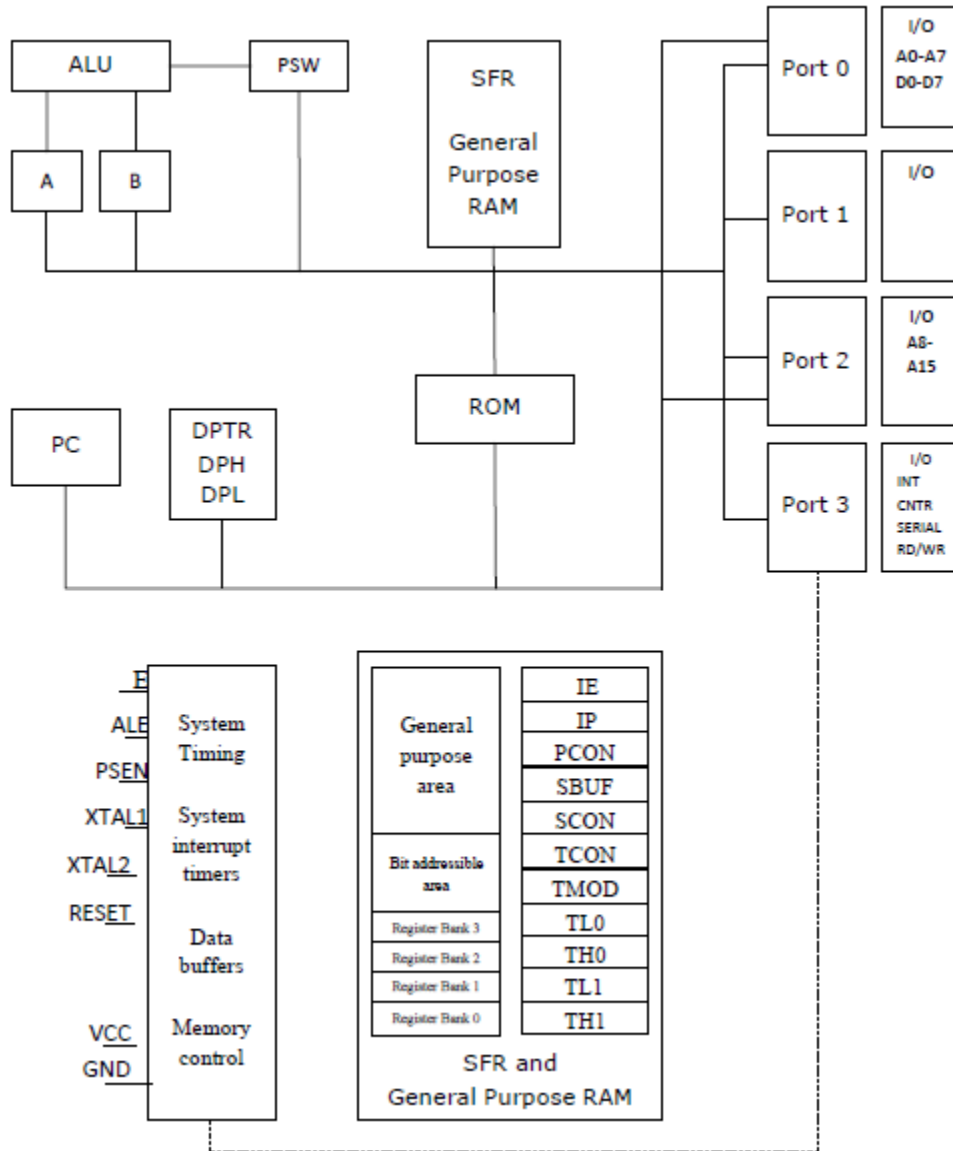 ALU
PSW
A
B
SFR
General
Purpose
RAM
Port 0
I/O
A0-A7
D0-D7
Port 1
I/O
Port 2
I/O
A8-
A15
Port 3
I/O
INT
CNTR
SERIAL
RD/WR
ROM
PC
DPTR
DPH
DPL
E
ALE
PSEN
XTAL1
XTAL2
RESET
VCC
GND
System
Timing
System
interrupt
timers
Data
buffers
Memory
control
General
purpose
area
Bit addressible
area
Register Bank 3
Register Bank 2
Register Bank 1
Register Bank 0
IE
IP
PCON
SBUF
SCON
TCON
TMOD
TL0
TH0
TL1
TH1
SFR and
General Purpose RAM